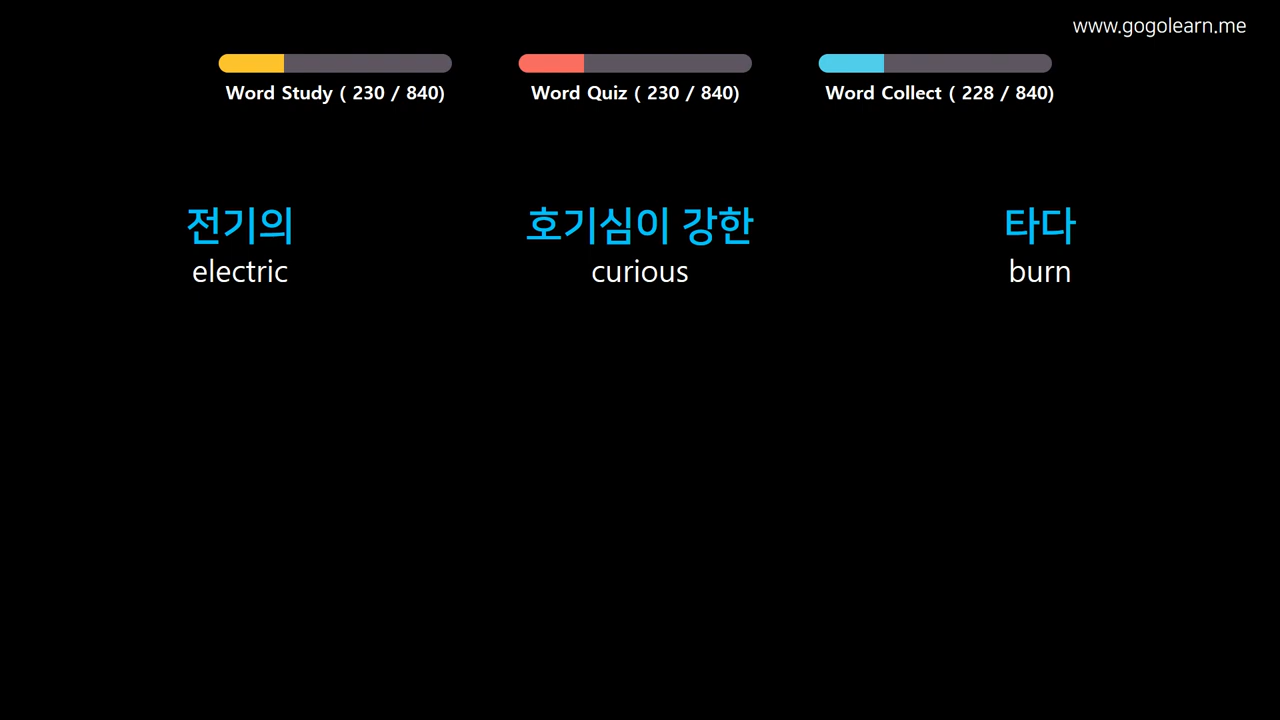 www.gogolearn.me
Word Study ( 230 / 840)
Word Quiz ( 230 / 840)
Word Collect ( 228 / 840)
전기의
electric
호기심이 강한
curious
타다
burn